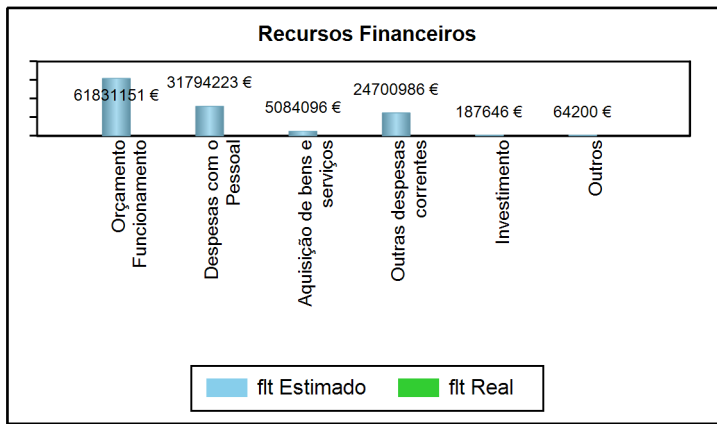 Recursos Financeiros
61831151 €
31794223 €
5084096 €
24700986 €
187646 €
64200 €
Orçamento
Funcionamento
Despesas com o
Pessoal
Aquisição de bens e
serviços
Outras despesas
correntes
Investimento
Outros
flt Estimado
flt Real